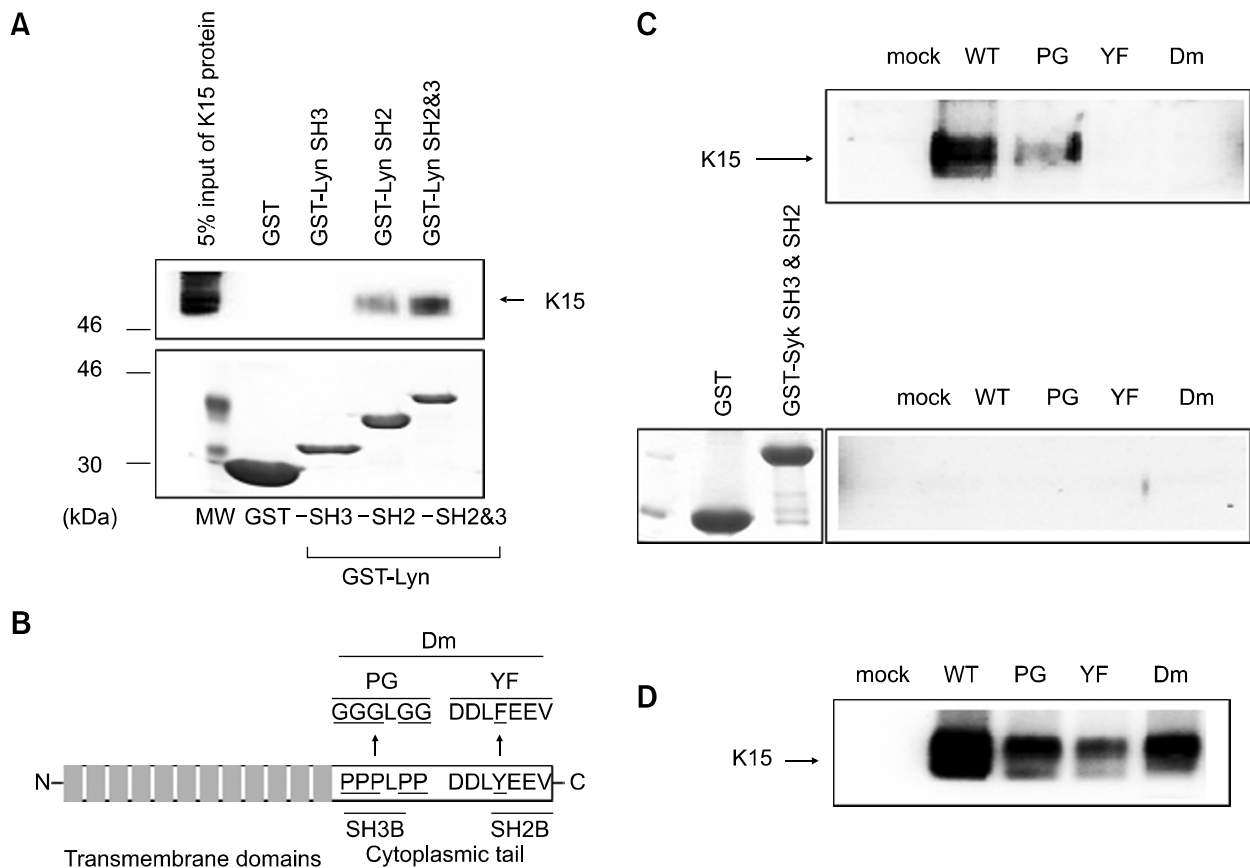 A
5% input of K15 protein
GST
GST-Lyn SH3
GST-Lyn SH2
GST-Lyn SH2&3
K15
46
46
30
(kDa)
MW GST –SH3 –SH2 –SH2&3
GST-Lyn
B
Dm
PG YF
GGGLGG DDLFEEV
N PPPLPP DDLYEEV C
SH3B SH2B
Transmembrane domains Cytoplasmic tail
C
mock WT PG YF Dm
K15
GST
GST-Syk SH3 & SH2
mock WT PG YF Dm
D
mock WT PG YF Dm
K15